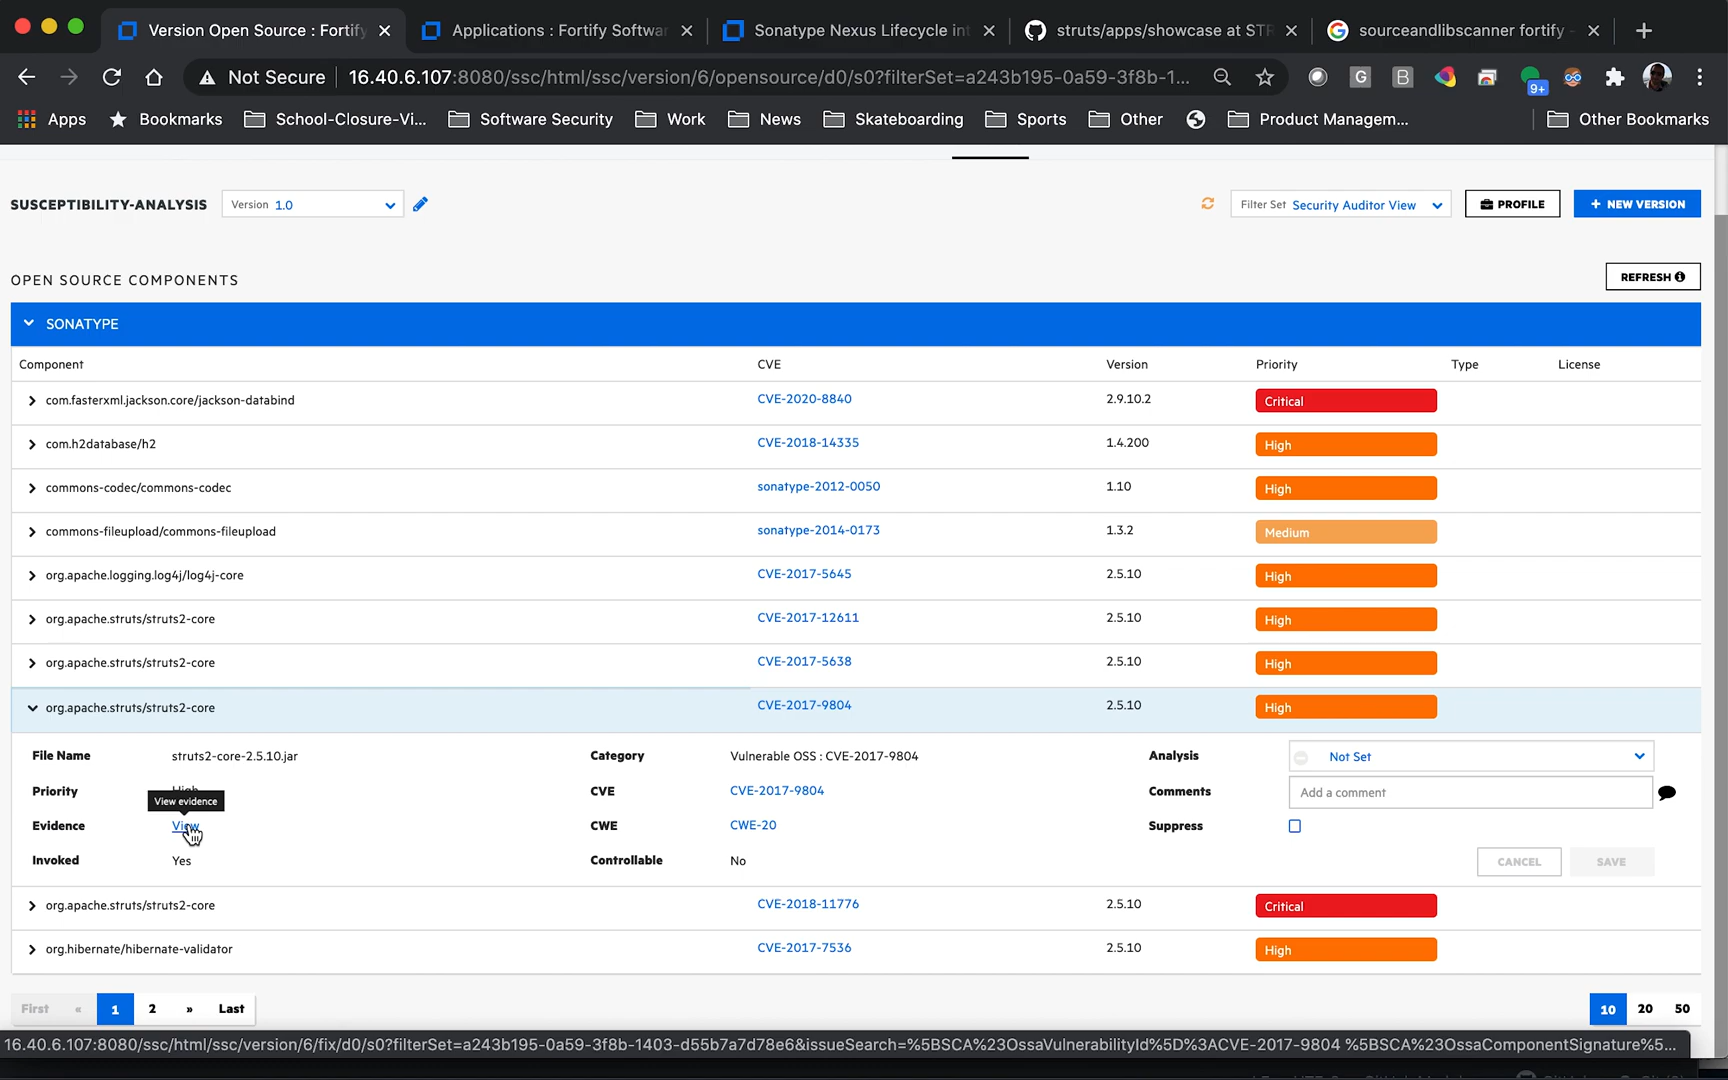 Version Open Source : Fortify
Applications : Fortify Softwar
Sonatype Nexus Lifecycle int
struts/apps/showcase at STR
sourceandlibscanner fortify -
Not Secure
16.40.6.107:8080/ssc/html/ssc/version/6/opensource/d0/s0?filterSet=a243b195-0a59-3f8b-1...
G
B
9+
Apps
Bookmarks
School-Closure-Vi...
Software Security
Work
News
Skateboarding
Sports
Other
Product Managem...
Other Bookmarks
SUSCEPTIBILITY-ANALYSIS
Version 1.0
Filter Set Security Auditor View
PROFILE
+ NEW VERSION
OPEN SOURCE COMPONENTS
REFRESH
SONATYPE
Component CVE Version Priority Type License
com.fasterxml.jackson.core/jackson-databind CVE-2020-8840 2.9.10.2 Critical
com.h2database/h2 CVE-2018-14335 1.4.200 High
commons-codec/commons-codec sonatype-2012-0050 1.10 High
commons-fileupload/commons-fileupload sonatype-2014-0173 1.3.2 Medium
org.apache.logging.log4j/log4j-core CVE-2017-5645 2.5.10 High
org.apache.struts/struts2-core CVE-2017-12611 2.5.10 High
org.apache.struts/struts2-core CVE-2017-5638 2.5.10 High
org.apache.struts/struts2-core CVE-2017-9804 2.5.10 High
File Name struts2-core-2.5.10.jar Category Vulnerable OSS : CVE-2017-9804 Analysis Not Set
Priority High CVE CVE-2017-9804 Comments Add a comment
View evidence
Evidence View CWE CWE-20 Suppress
Invoked Yes Controllable No CANCEL SAVE
org.apache.struts/struts2-core CVE-2018-11776 2.5.10 Critical
org.hibernate/hibernate-validator CVE-2017-7536 2.5.10 High
First « 1 2 » Last 10 20 50
16.40.6.107:8080/ssc/html/ssc/version/6/fix/d0/s0?filterSet=a243b195-0a59-3f8b-1403-d55b7a7d78e6&issueSearch=%5BSCA%23OssaVulnerabilityId%5D%3ACVE-2017-9804 %5BSCA%23OssaComponentSignature%5...